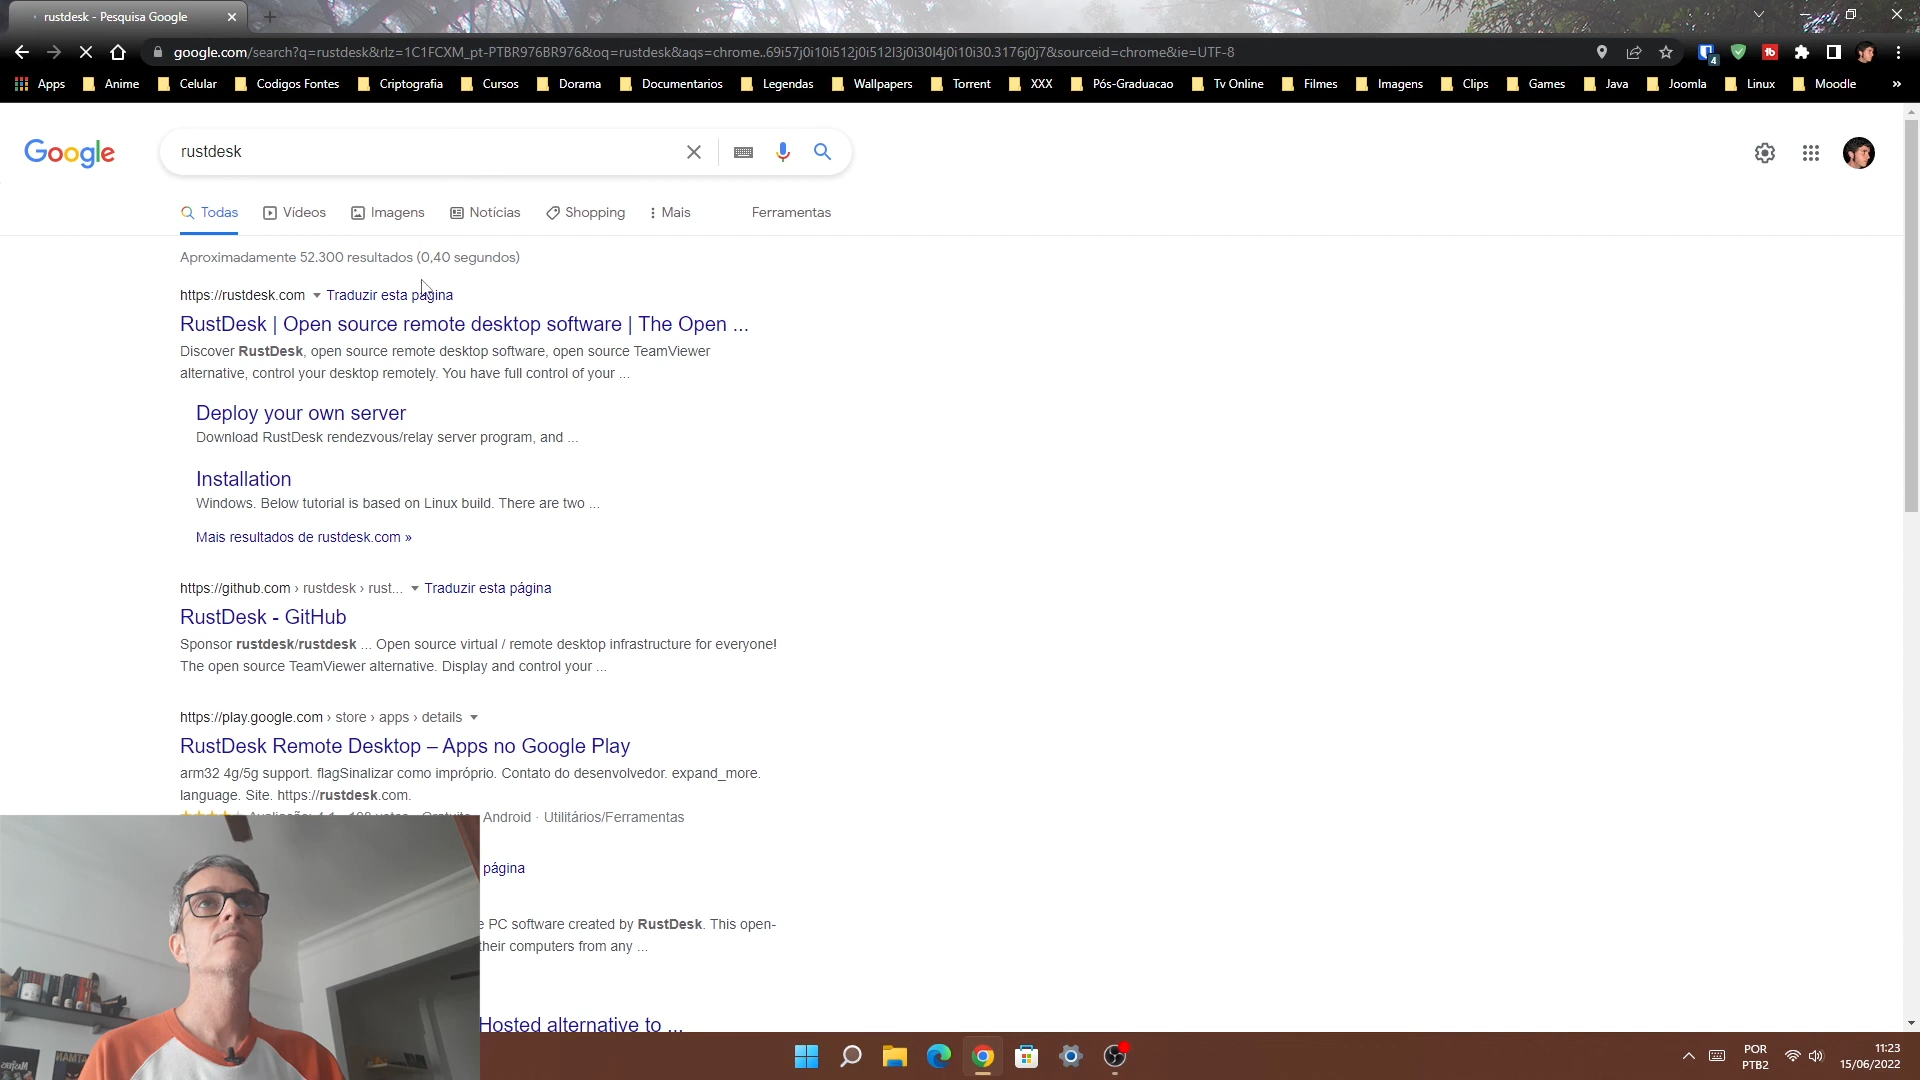 rustdesk - Pesquisa Google
google.com/search?q=rustdesk&rlz=1C1FCXM_pt-PTBR976BR976&oq=rustdesk&aqs=chrome..69i57j0i10i512j0i512l3j0i30l4j0i10i30.3176j0j7&sourceid=chrome&ie=UTF-8
4
Apps Anime Celular Codigos Fontes Criptografia Cursos Dorama Documentarios Legendas Wallpapers Torrent XXX Pós-Graduacao Tv Online Filmes Imagens Clips Games Java Joomla Linux Moodle »
Google
rustdesk
Todas Vídeos Imagens Notícias Shopping Mais Ferramentas
Aproximadamente 52.300 resultados (0,40 segundos)
https://rustdesk.com Traduzir esta página
RustDesk | Open source remote desktop software | The Open ...
Discover RustDesk, open source remote desktop software, open source TeamViewer
alternative, control your desktop remotely. You have full control of your ...
Deploy your own server
Download RustDesk rendezvous/relay server program, and ...
Installation
Windows. Below tutorial is based on Linux build. There are two ...
Mais resultados de rustdesk.com »
https://github.com › rustdesk › rust... Traduzir esta página
RustDesk - GitHub
Sponsor rustdesk/rustdesk ... Open source virtual / remote desktop infrastructure for everyone!
The open source TeamViewer alternative. Display and control your ...
https://play.google.com › store › apps › details
RustDesk Remote Desktop – Apps no Google Play
arm32 4g/5g support. flagSinalizar como impróprio. Contato do desenvolvedor. expand_more.
language. Site. https://rustdesk.com.
Android · Utilitários/Ferramentas
página
PC software created by RustDesk. This open-
their computers from any ...
Hosted alternative to ...
POR
PTB2
11:23
15/06/2022